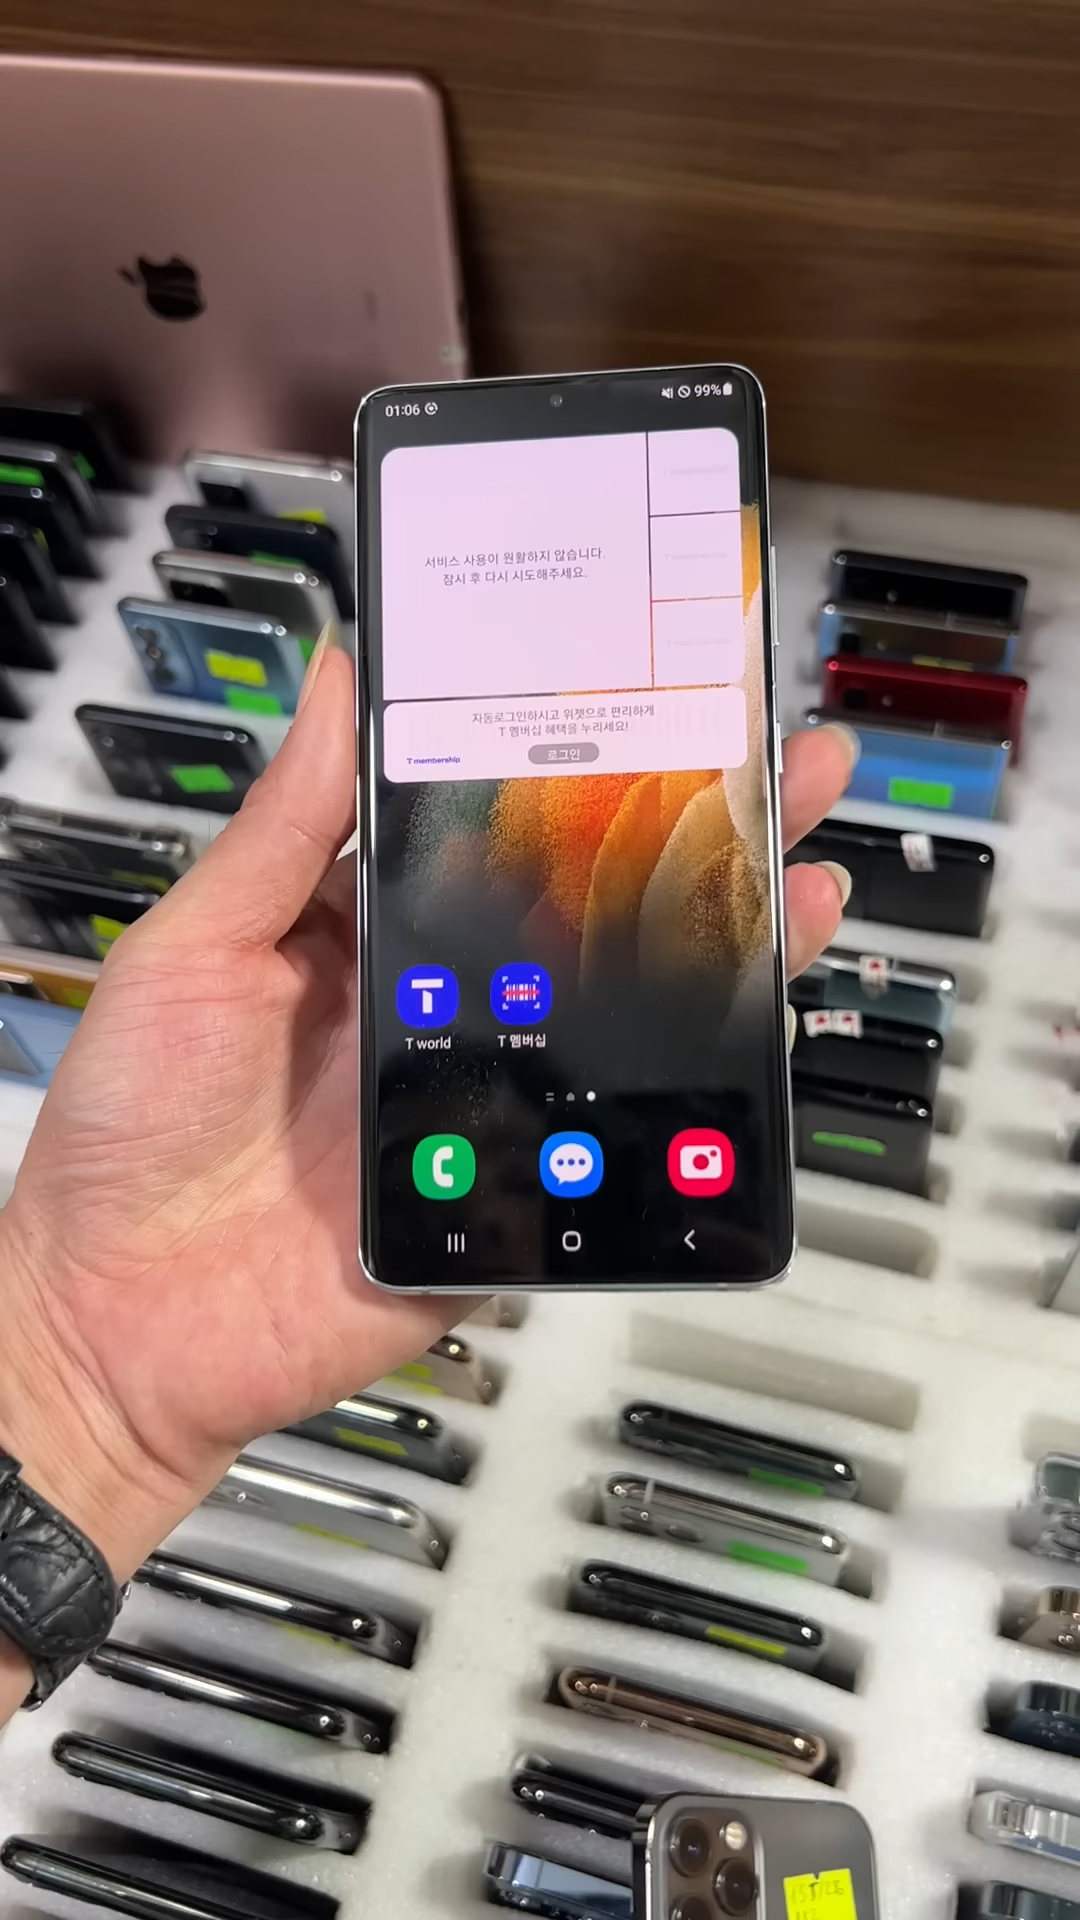 01:06
99%
서비스 사용이 원활하지 않습니다.
잠시 후 다시 시도해주세요.
자동로그인하시고 위젯으로 편리하게
T 멤버십 혜택을 누리세요!
T membership
로그인
T world
T 멤버십